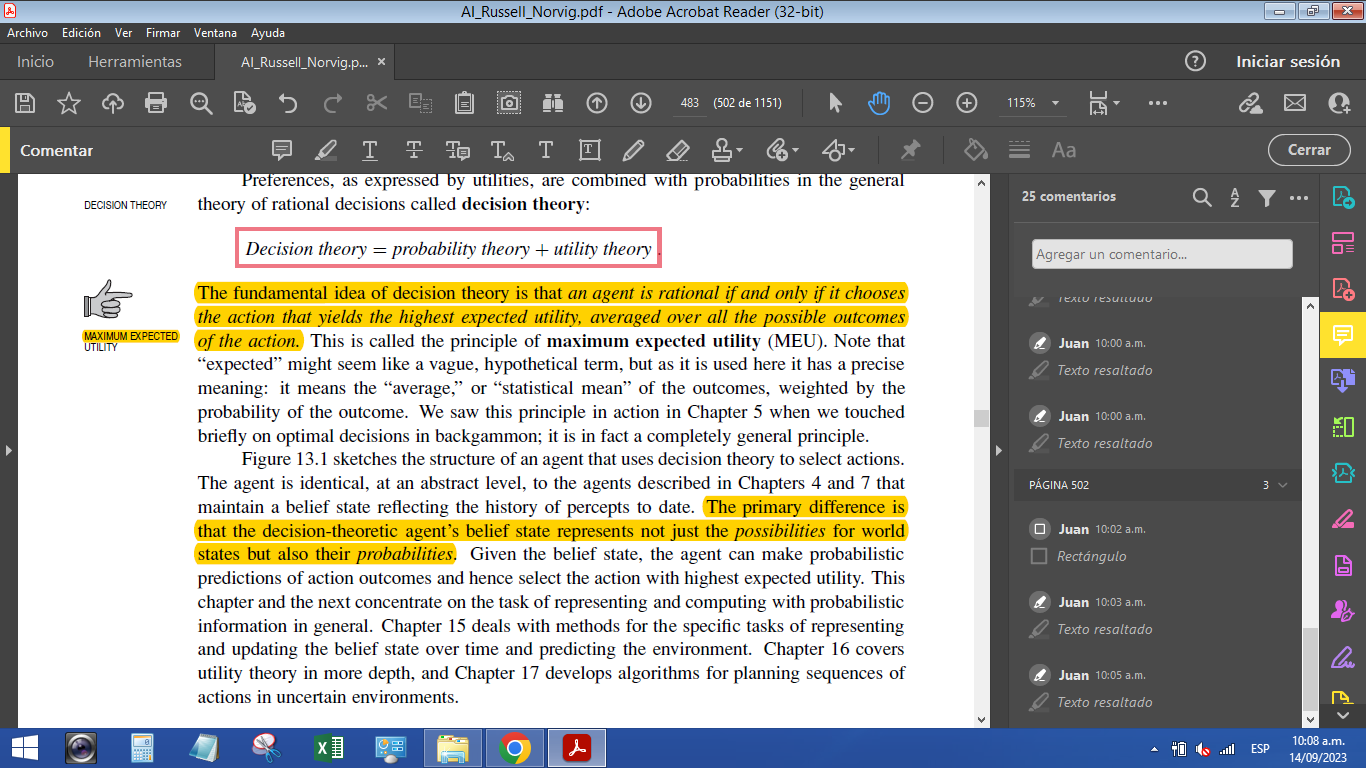 AI_Russell_Norvig.pdf - Adobe Acrobat Reader (32-bit)
Archivo Edición Ver Firmar Ventana Ayuda
Inicio Herramientas AI_Russell_Norvig.p... × Iniciar sesión
483 (502 de 1151) 115%
Comentar Aa Cerrar
Preferences, as expressed by utilities, are combined with probabilities in the general
DECISION THEORY
theory of rational decisions called decision theory:
Decision theory = probability theory + utility theory .
The fundamental idea of decision theory is that an agent is rational if and only if it chooses
the action that yields the highest expected utility, averaged over all the possible outcomes
MAXIMUM EXPECTED
UTILITY
of the action. This is called the principle of maximum expected utility (MEU). Note that
“expected” might seem like a vague, hypothetical term, but as it is used here it has a precise
meaning: it means the “average,” or “statistical mean” of the outcomes, weighted by the
probability of the outcome. We saw this principle in action in Chapter 5 when we touched
briefly on optimal decisions in backgammon; it is in fact a completely general principle.
Figure 13.1 sketches the structure of an agent that uses decision theory to select actions.
The agent is identical, at an abstract level, to the agents described in Chapters 4 and 7 that
maintain a belief state reflecting the history of percepts to date. The primary difference is
that the decision-theoretic agent’s belief state represents not just the possibilities for world
states but also their probabilities. Given the belief state, the agent can make probabilistic
predictions of action outcomes and hence select the action with highest expected utility. This
chapter and the next concentrate on the task of representing and computing with probabilistic
information in general. Chapter 15 deals with methods for the specific tasks of representing
and updating the belief state over time and predicting the environment. Chapter 16 covers
utility theory in more depth, and Chapter 17 develops algorithms for planning sequences of
actions in uncertain environments.
25 comentarios
Agregar un comentario...
Texto resaltado
Juan 10:00 a.m.
Texto resaltado
Juan 10:00 a.m.
Texto resaltado
PÁGINA 502 3
Juan 10:02 a.m.
Rectángulo
Juan 10:03 a.m.
Texto resaltado
Juan 10:05 a.m.
Texto resaltado
ESP
10:08 a.m.
14/09/2023